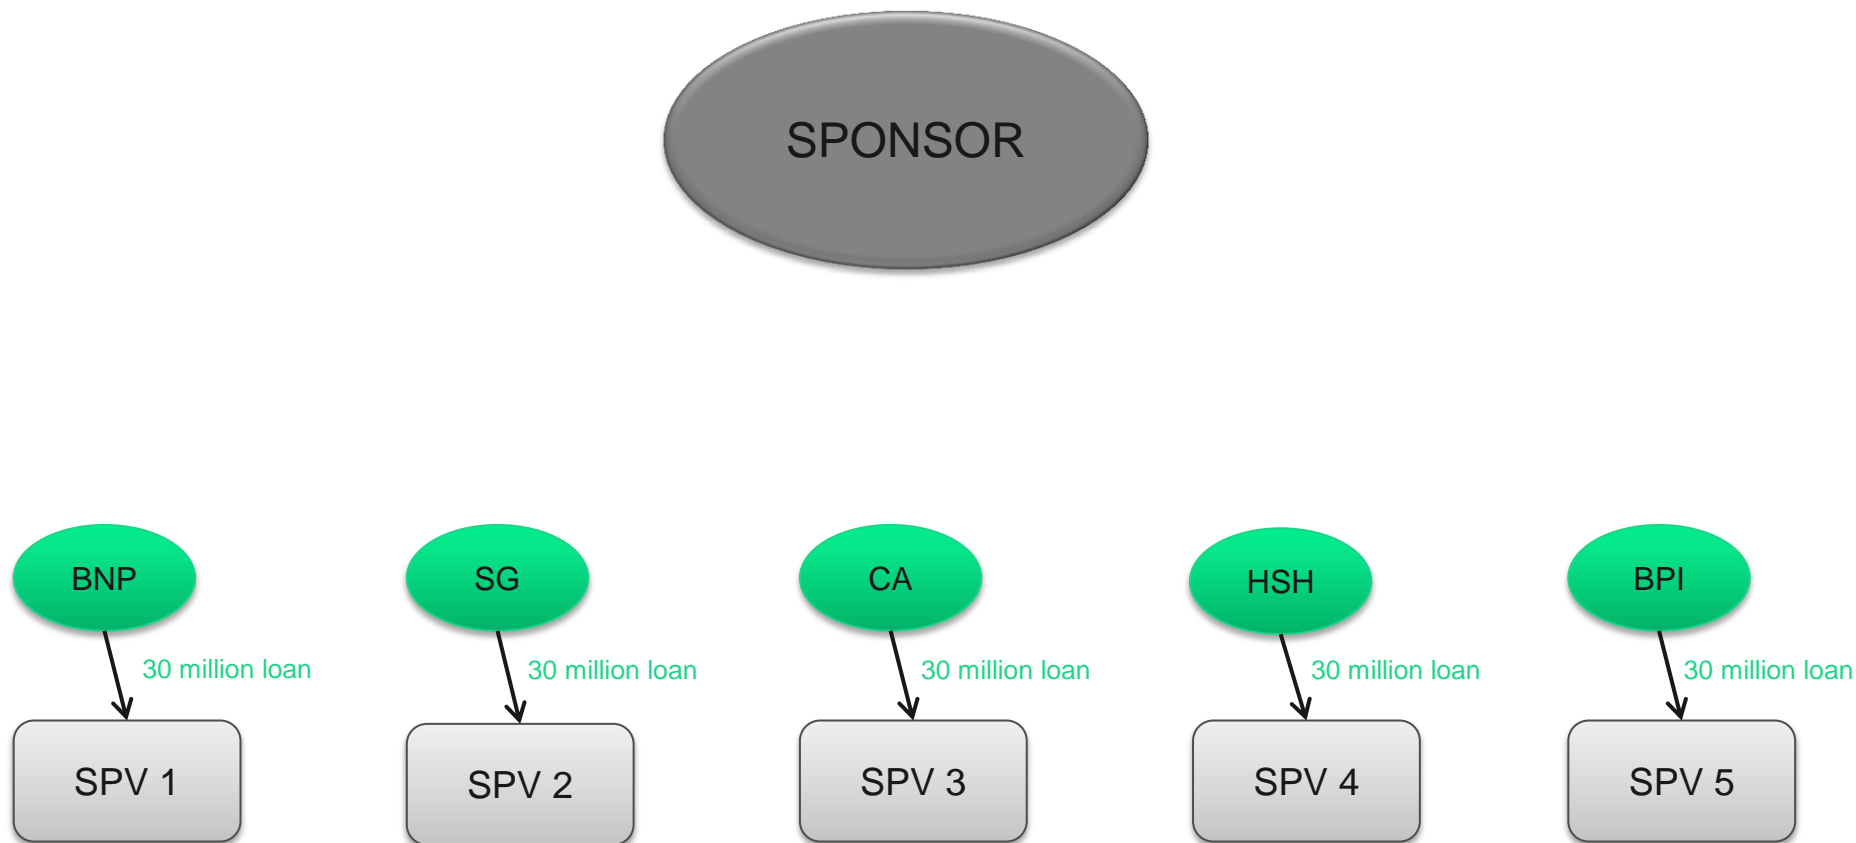 SPONSOR
BNP
SG
CA
HSH
BPI
30 million loan
30 million loan
30 million loan
30 million loan
30 million loan
SPV 1
SPV 2
SPV 3
SPV 4
SPV 5